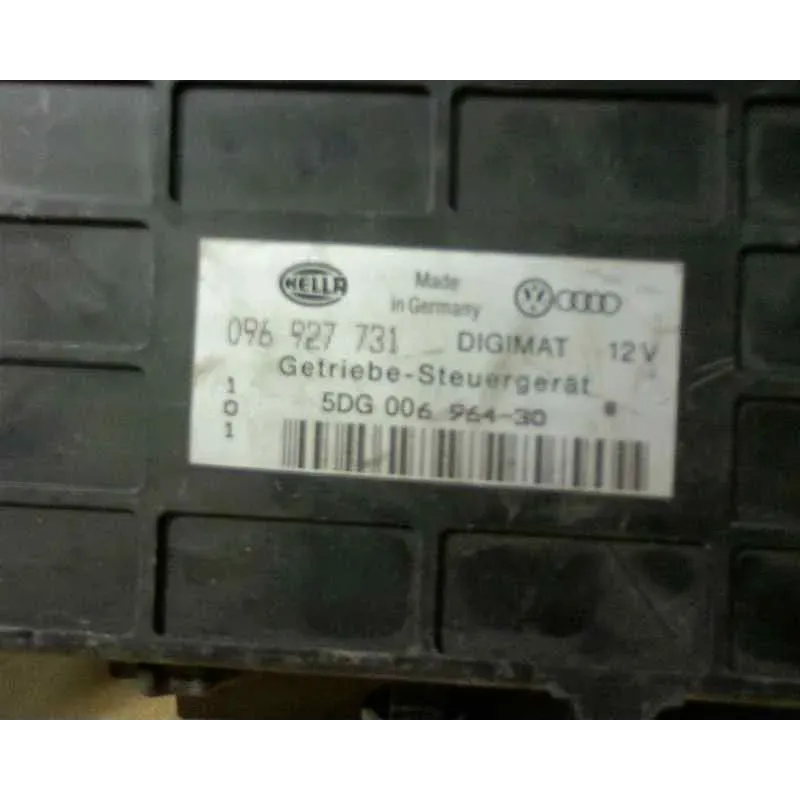 HELLA
Made
in Germany
096 927 731 DIGIMAT 12V
Getriebe-Steuergerät
5DG 006 964-30
1
0
1